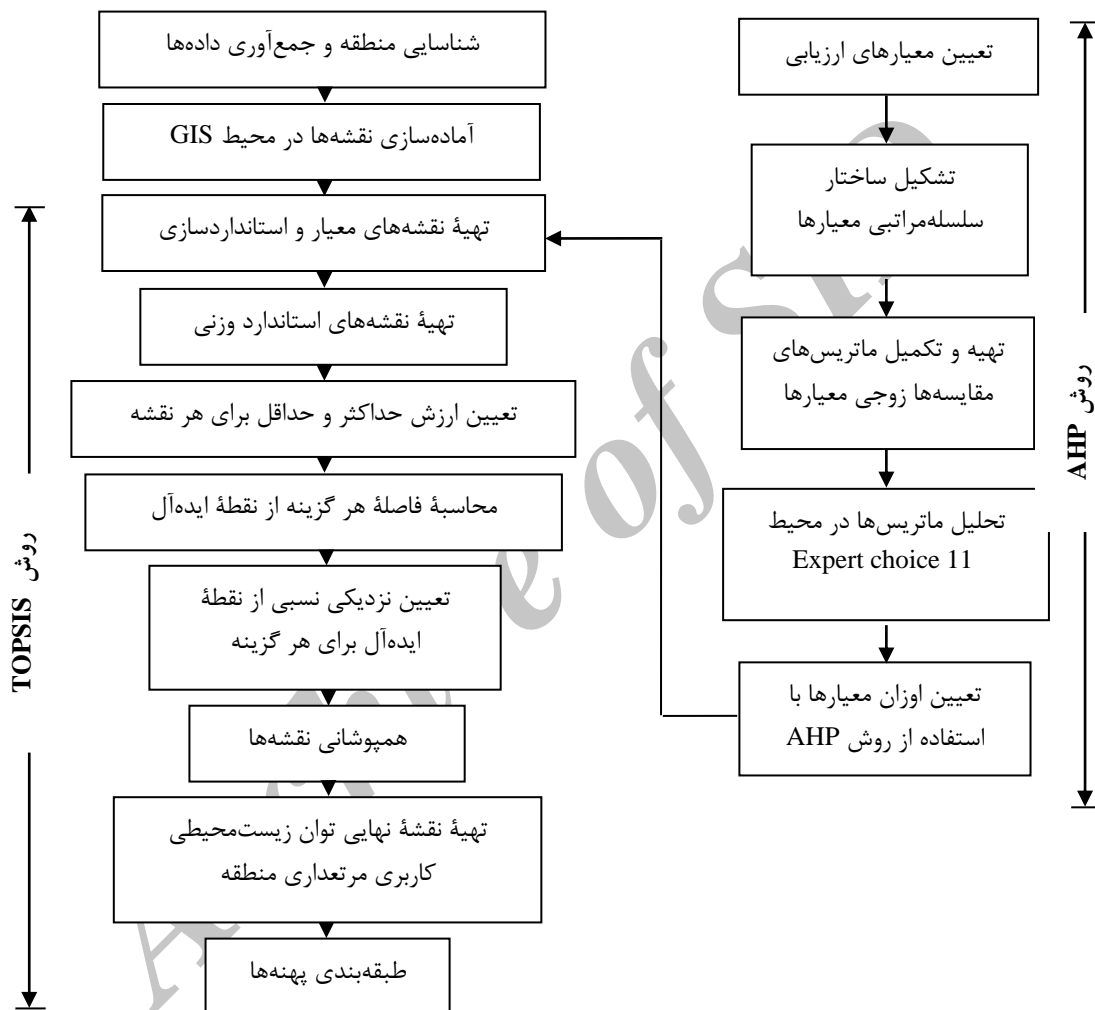 شناسایی منطقه و جمع‌آوری داده‌ها
آماده‌سازی نقشه‌ها در محیط GIS
تهیهٔ نقشه‌های معیار و استانداردسازی
تهیهٔ نقشه‌های استاندارد وزنی
تعیین ارزش حداکثر و حداقل برای هر نقشه
محاسبهٔ فاصلهٔ هر گزینه از نقطهٔ ایده‌آل
تعیین نزدیکی نسبی از نقطهٔ
ایده‌آل برای هر گزینه
همپوشانی نقشه‌ها
تهیهٔ نقشهٔ نهایی توان زیست‌محیطی
کاربری مرتعداری منطقه
طبقه‌بندی پهنه‌ها
روش TOPSIS
تعیین معیارهای ارزیابی
تشکیل ساختار
سلسله‌مراتبی معیارها
تهیه و تکمیل ماتریس‌های
مقایسه‌ها زوجی معیارها
تحلیل ماتریس‌ها در محیط
Expert choice 11
تعیین اوزان معیارها با
استفاده از روش AHP
روش AHP